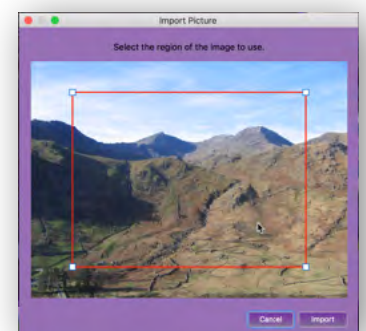 Import Picture
Select the region of the image to use.
Cancel
Import